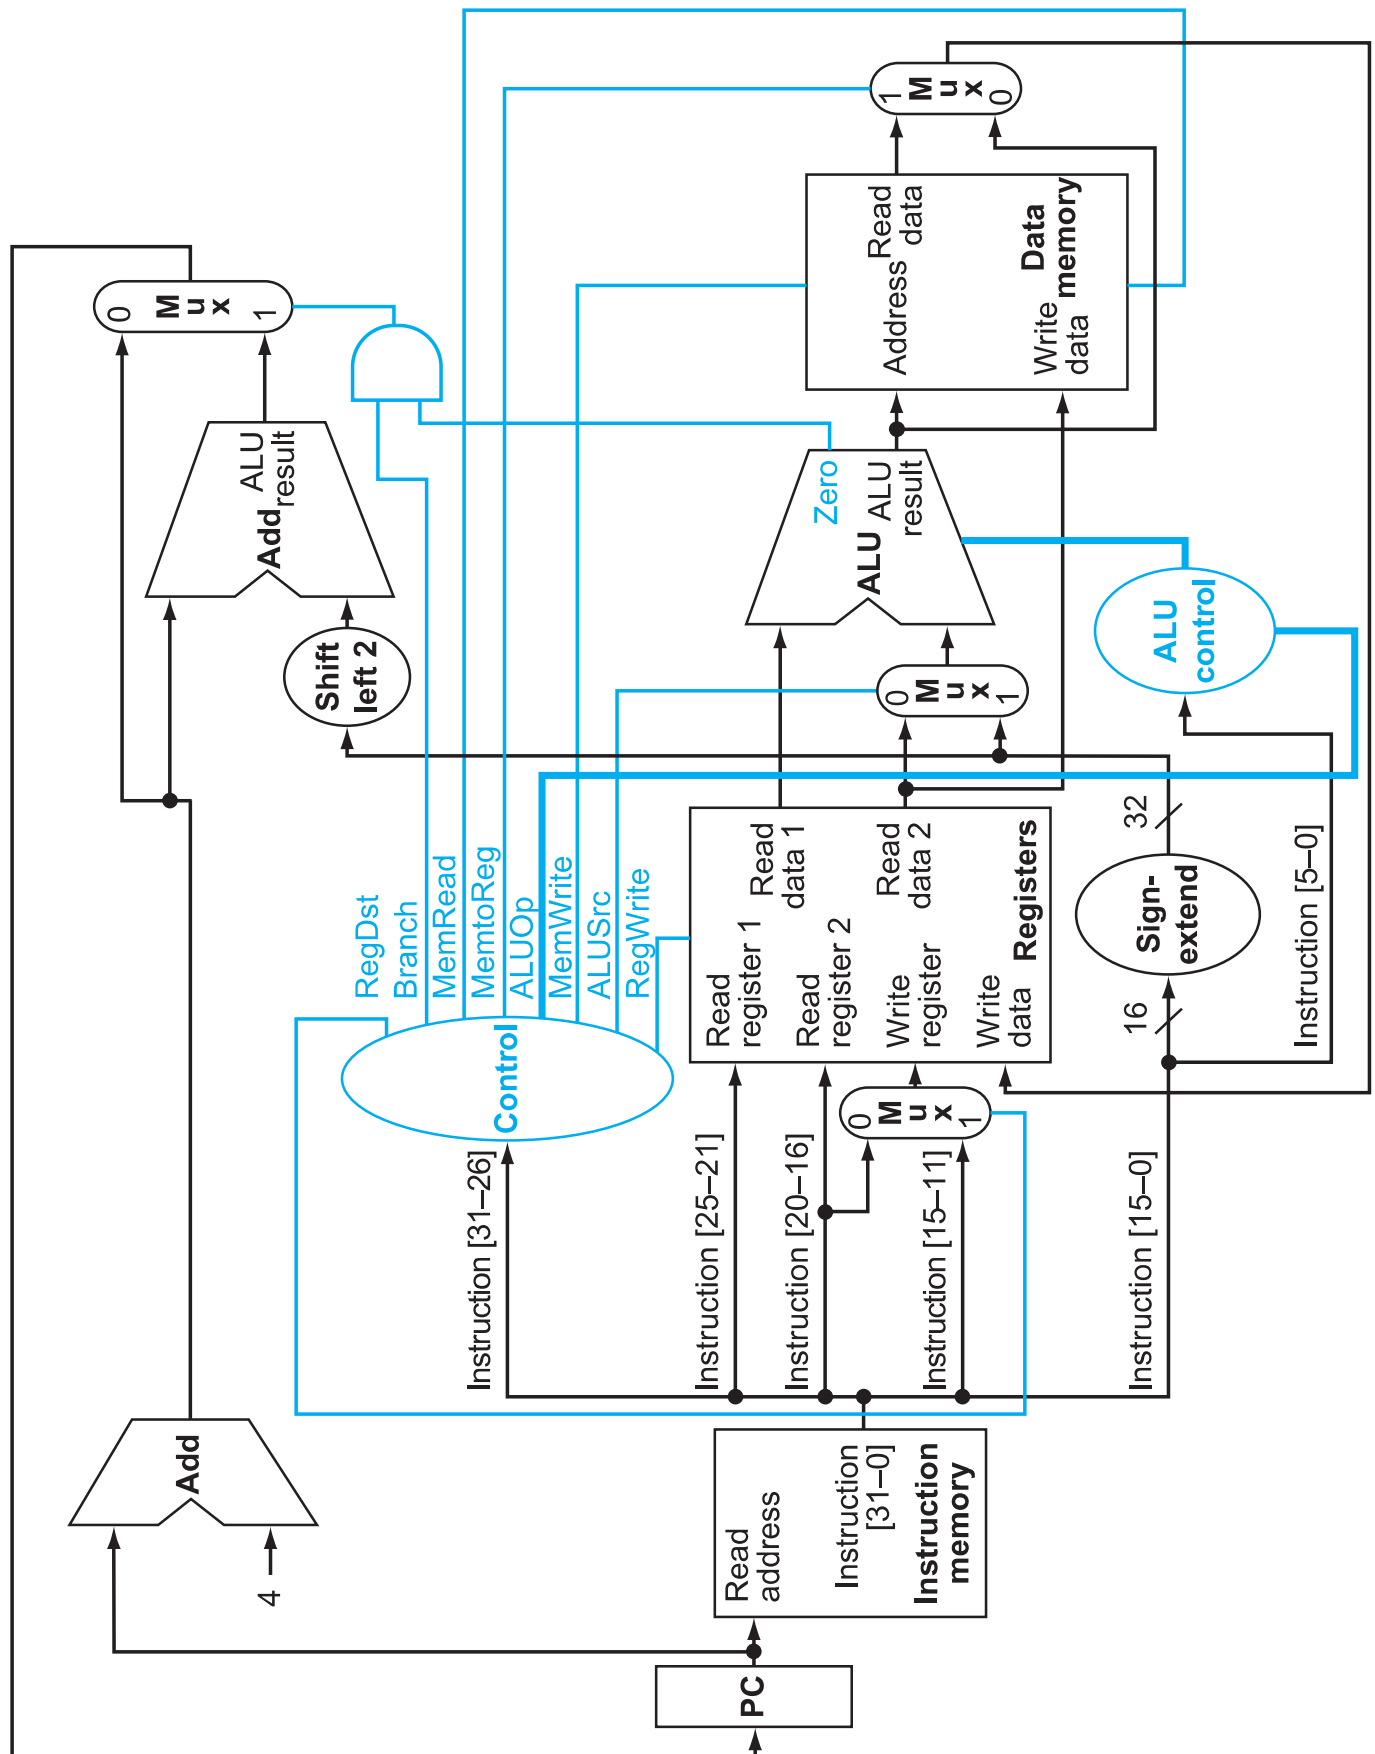 PC
4
Add
Read
address
Instruction
[31–0]
Instruction
memory
Instruction [31–26]
Instruction [25–21]
Instruction [20–16]
Instruction [15–11]
Instruction [15–0]
Control
RegDst
Branch
MemRead
MemtoReg
ALUOp
MemWrite
ALUSrc
RegWrite
0
M
u
x
1
Read
register 1
Read
register 2
Write
register
Write
data
Read
data 1
Read
data 2
Registers
16
Sign-
extend
32
Instruction [5–0]
Shift
left 2
Add
ALU
result
0
M
u
x
1
0
M
u
x
1
ALU
Zero
ALU
result
ALU
control
Address
Write
data
Read
data
Data
memory
1
M
u
x
0